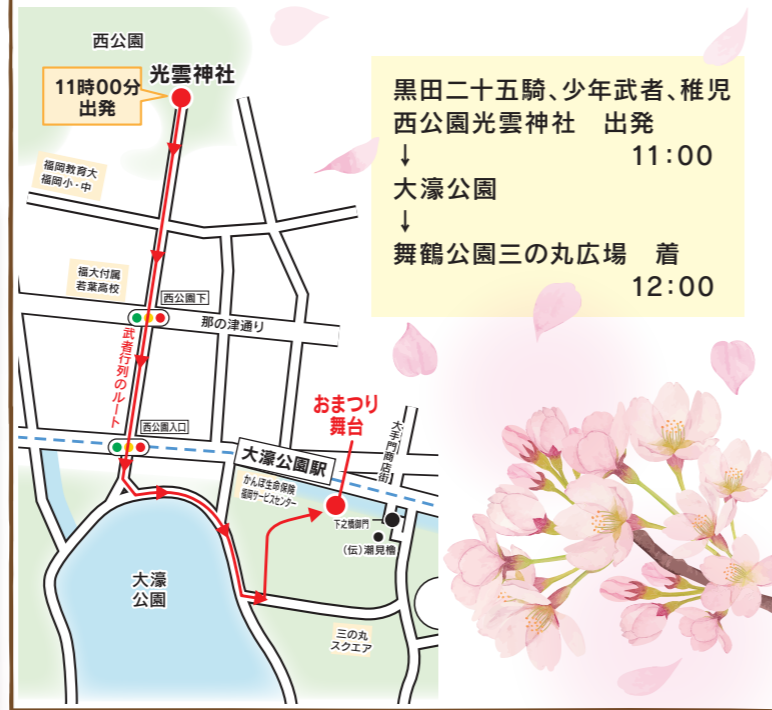 西公園
光雲神社
11時00分
出発
福岡教育大
福岡小・中
福大付属
若葉高校
西公園下
那の津通り
武者行列のルート
西公園入口
大濠公園駅
おまつり
舞台
大手門商店街
かんぽ生命保険
福岡サービスセンター
下之橋御門
(伝)潮見櫓
大濠
公園
三の丸
スクエア
黒田二十五騎、少年武者、稚児
西公園光雲神社 出発
↓ 11:00
大濠公園
↓
舞鶴公園三の丸広場 着
12:00